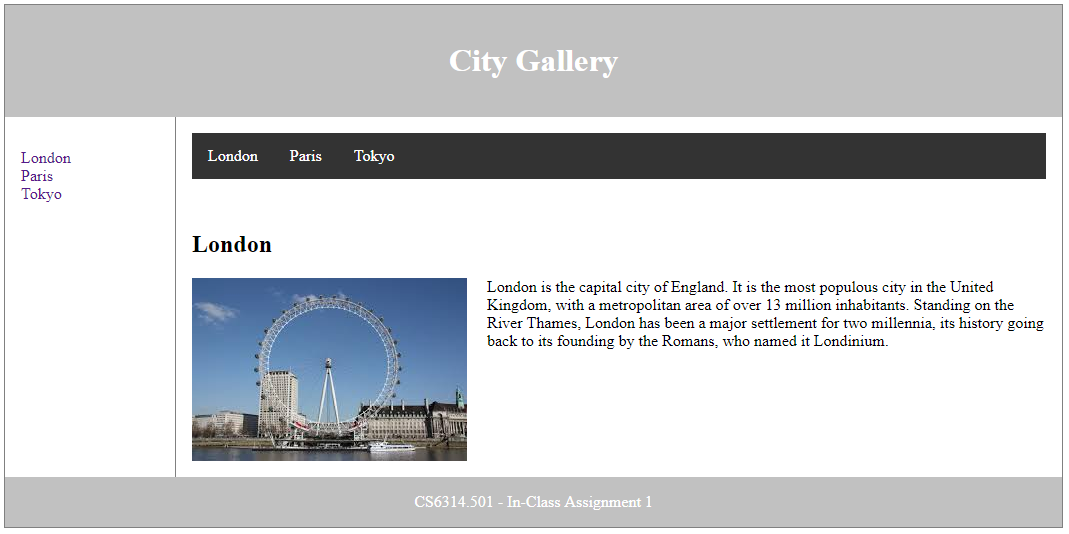 City Gallery
London
Paris
Tokyo
London Paris Tokyo
London
London is the capital city of England. It is the most populous city in the United
Kingdom, with a metropolitan area of over 13 million inhabitants. Standing on the
River Thames, London has been a major settlement for two millennia, its history going
back to its founding by the Romans, who named it Londinium.
CS6314.501 - In-Class Assignment 1